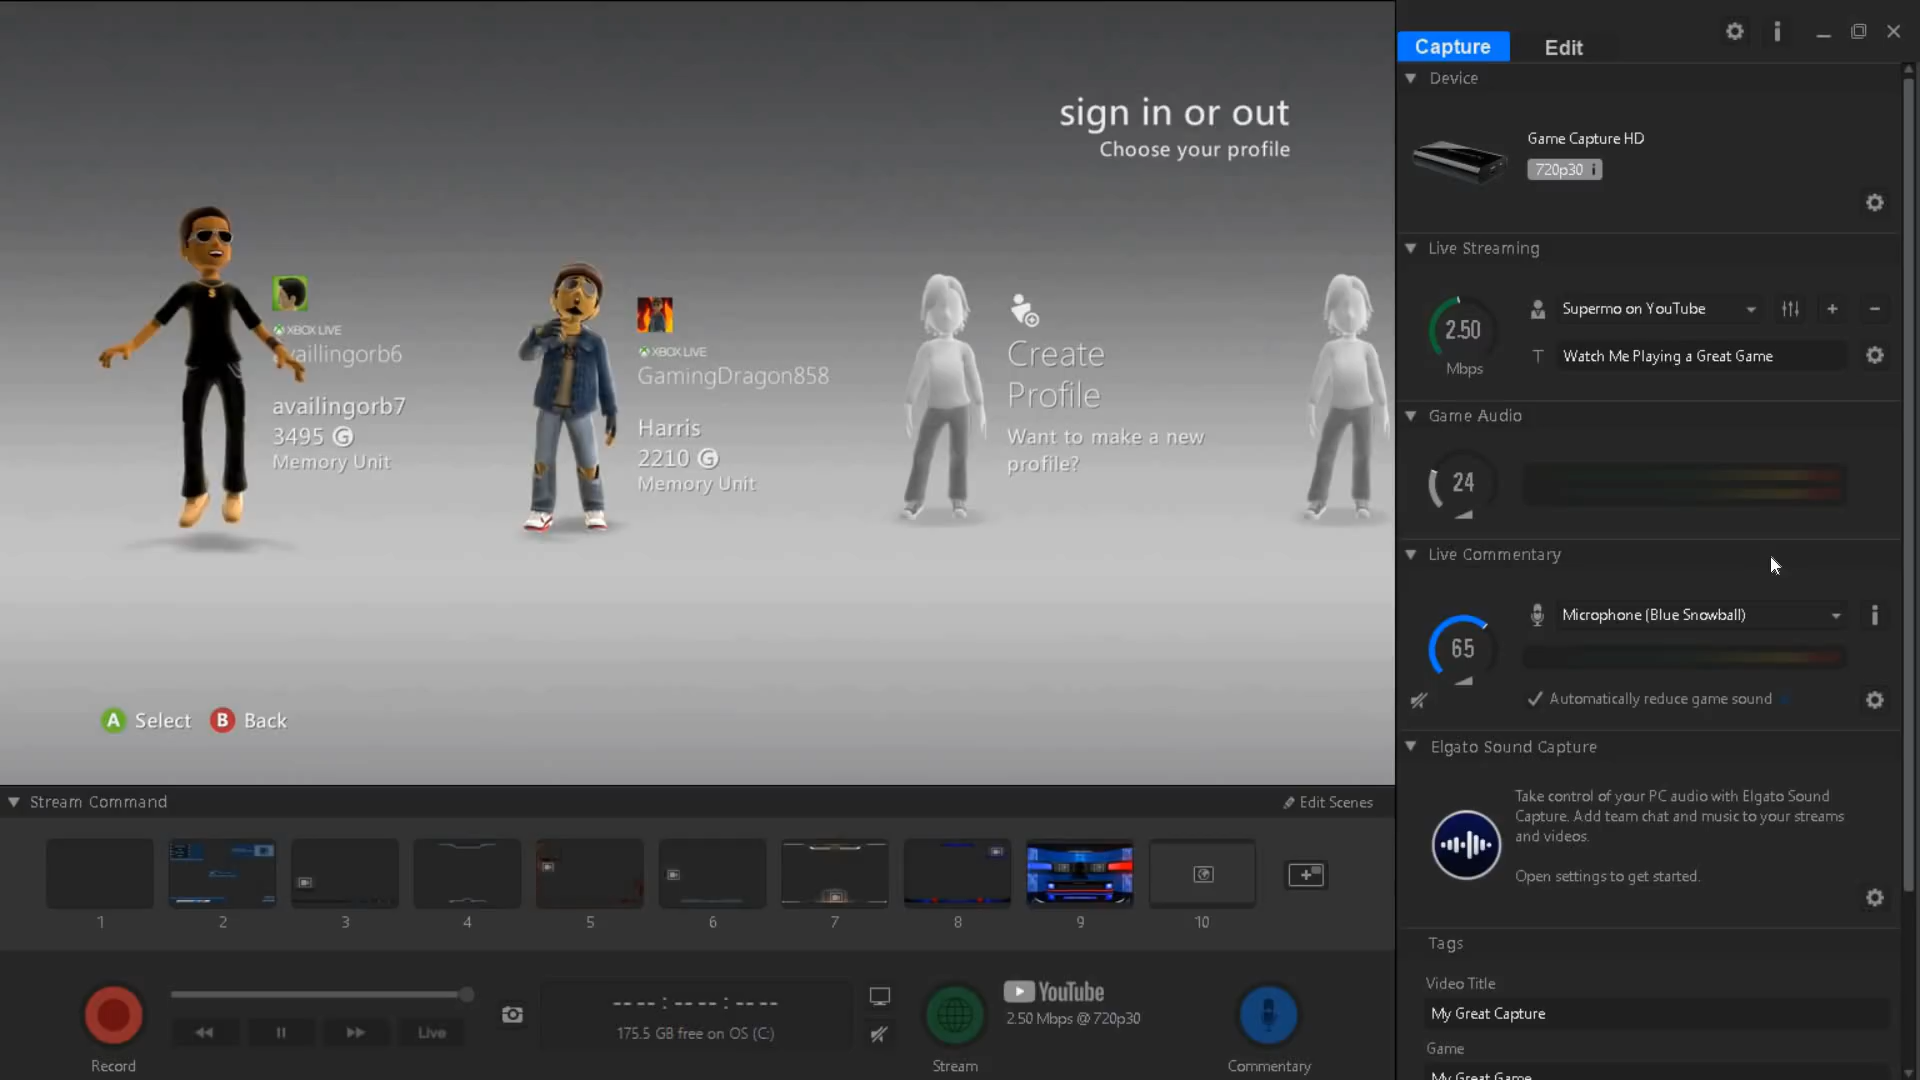 Capture
Edit
sign in or out
Choose your profile
XBOX LIVE
availlingorb6
availingorb7
3495 G
Memory Unit
XBOX LIVE
GamingDragon858
Harris
2210 G
Memory Unit
Create
Profile
Want to make a new
profile?
A Select B Back
Device
Game Capture HD
720p30 i
Live Streaming
2.50
Mbps
Supermo on YouTube
T Watch Me Playing a Great Game
Game Audio
24
Live Commentary
Microphone (Blue Snowball)
65
Automatically reduce game sound
Elgato Sound Capture
Take control of your PC audio with Elgato Sound
Capture. Add team chat and music to your streams
and videos.
Open settings to get started.
Tags
Video Title
My Great Capture
Game
My Great Game
Stream Command
Edit Scenes
1 2 3 4 5 6 7 8 9 10
Record
Live
-- -- : -- -- : -- --
175.5 GB free on OS (C:)
Stream
YouTube
2.50 Mbps @ 720p30
Commentary